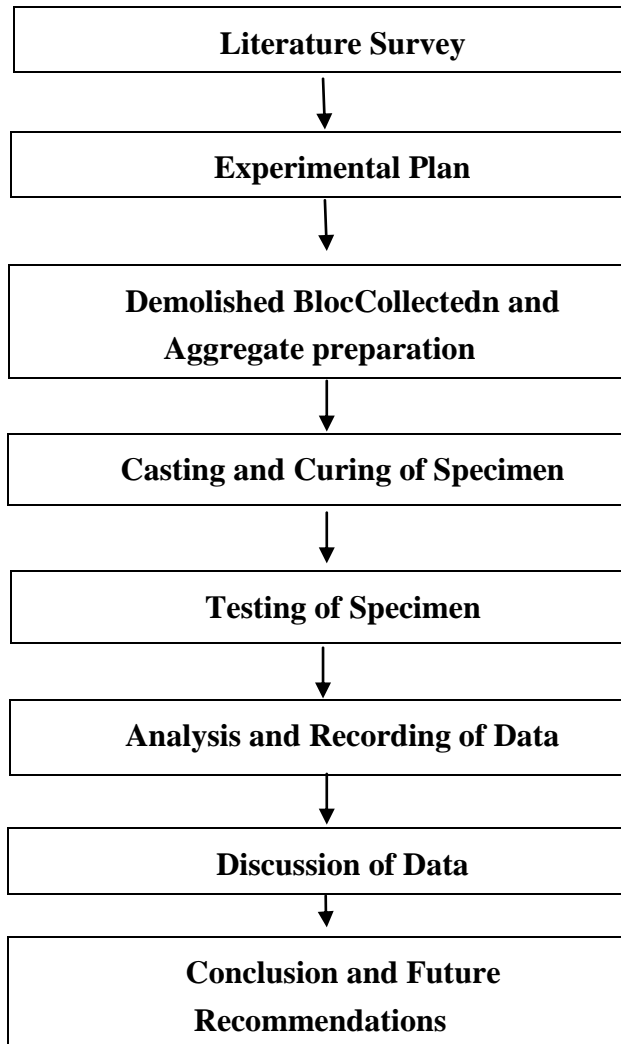 Literature Survey
Experimental Plan
Demolished BlocCollectedn and
Aggregate preparation
Casting and Curing of Specimen
Testing of Specimen
Analysis and Recording of Data
Discussion of Data
Conclusion and Future
Recommendations